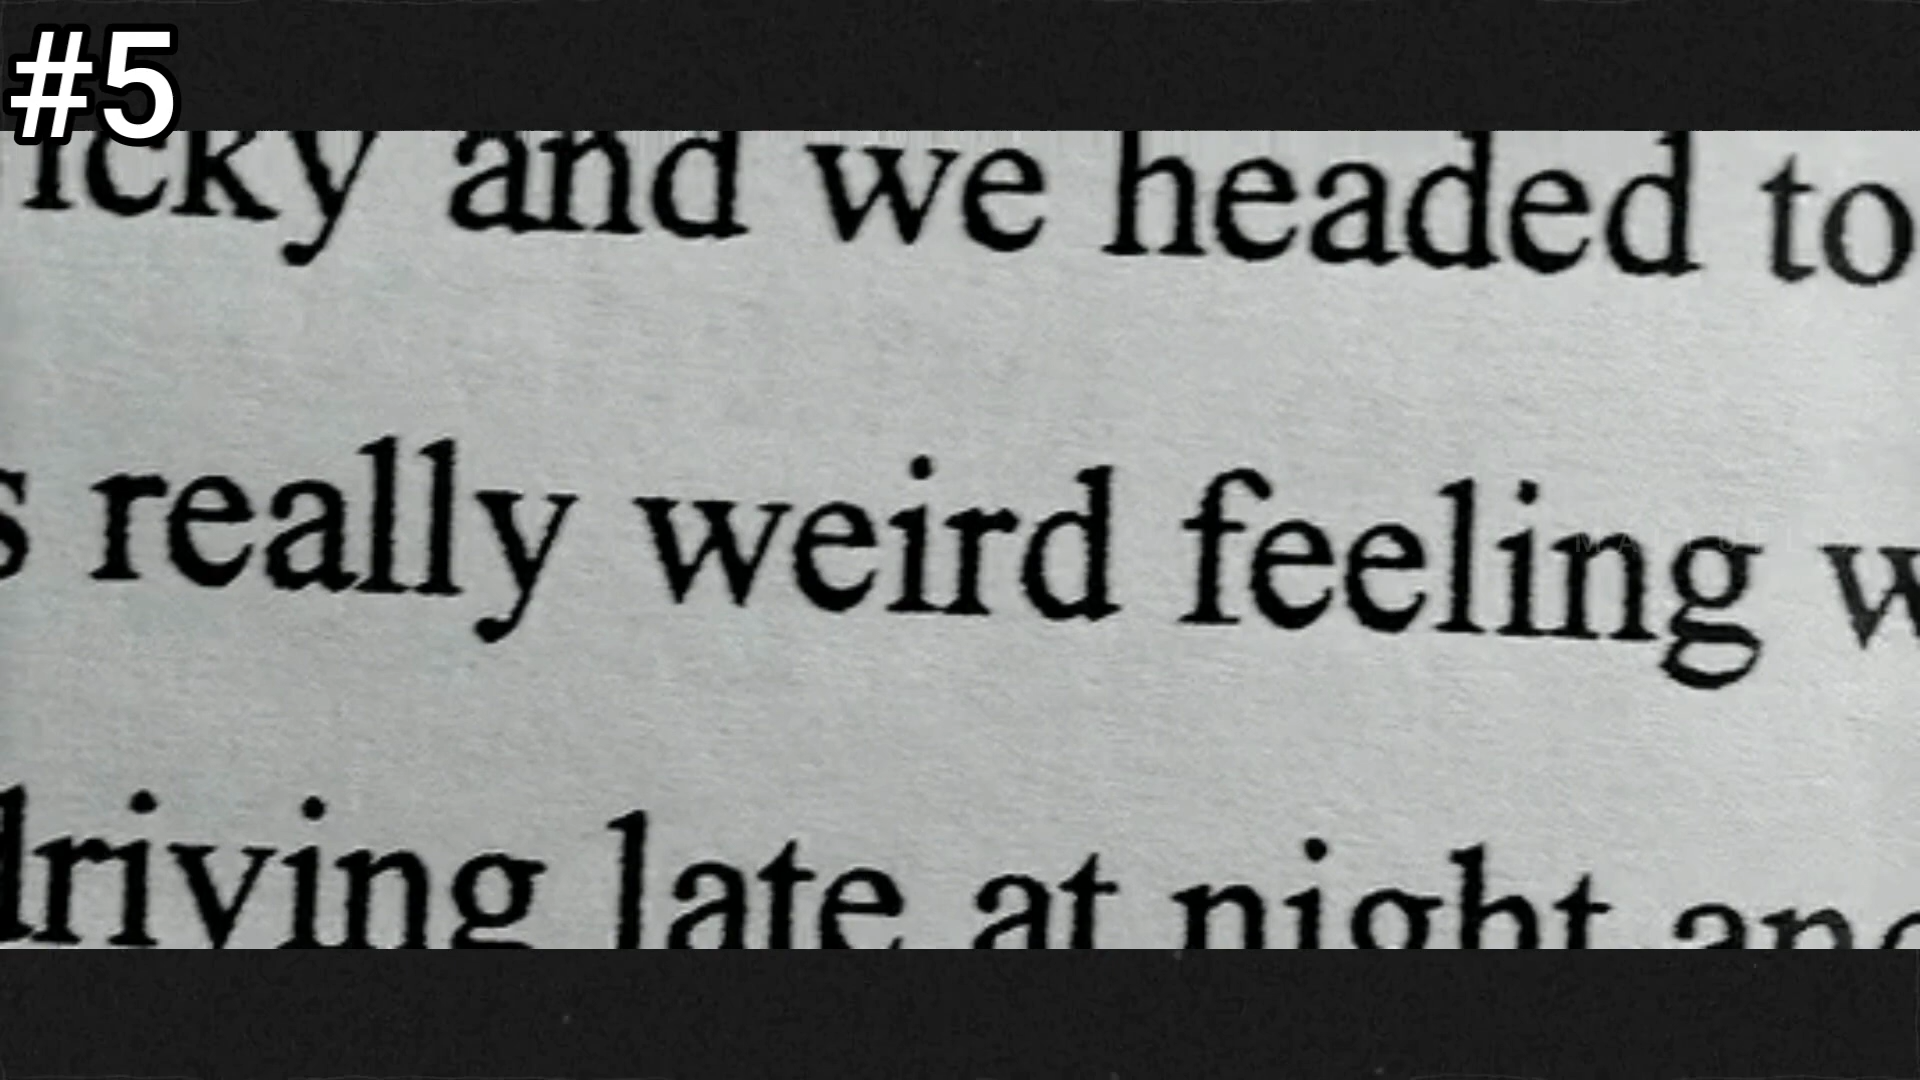 #5
icky and we headed to
s really weird feeling w
driving late at night and